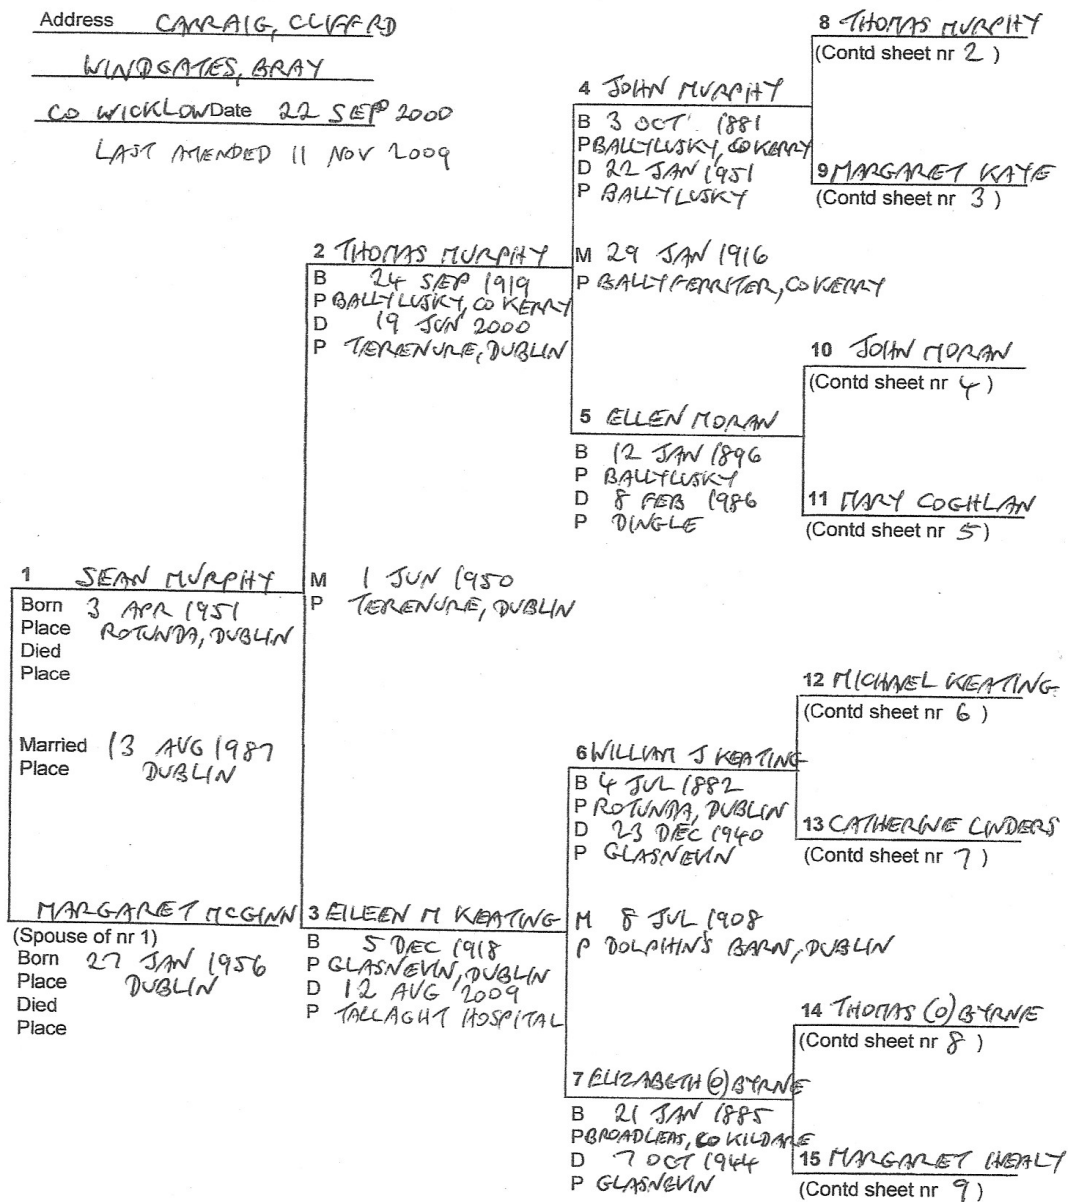 Address CARRAIG, CLIFFRD
WINDGATES, BRAY
CO WICKLOW Date 22 SEP 2000
LAST AMENDED 11 NOV 2009
8 THOMAS MURPHY
(Contd sheet nr 2 )
4 JOHN MURPHY
B 3 OCT 1881
P BALLYLUSKY, CO KERRY
D 22 JAN 1951
P BALLYLUSKY
9 MARGARET KAYE
(Contd sheet nr 3 )
2 THOMAS MURPHY
B 24 SEP 1919
P BALLYLUSKY, CO KERRY
D 19 JUN 2000
P TERENURE, DUBLIN
M 29 JAN 1916
P BALLYFERRITER, CO KERRY
10 JOHN MORAN
(Contd sheet nr 4 )
5 ELLEN MORAN
B 12 JAN 1896
P BALLYLUSKY
D 8 FEB 1986
P DINGLE
11 MARY COGHLAN
(Contd sheet nr 5 )
1 SEAN MURPHY
Born 3 APR 1951
Place ROTUNDA, DUBLIN
Died
Place
M 1 JUN 1950
P TERENURE, DUBLIN
Married 13 AUG 1987
Place DUBLIN
12 MICHAEL KEATING
(Contd sheet nr 6 )
6 WILLIAM J KEATING
B 4 JUL 1882
P ROTUNDA, DUBLIN
D 23 DEC 1940
P GLASNEVIN
13 CATHERINE LINDERS
(Contd sheet nr 7 )
MARGARET MCGINN
(Spouse of nr 1)
Born 27 JAN 1956
Place DUBLIN
Died
Place
3 EILEEN M KEATING
B 5 DEC 1918
P GLASNEVIN, DUBLIN
D 12 AUG 2009
P TALLAGHT HOSPITAL
M 8 JUL 1908
P DOLPHIN'S BARN, DUBLIN
14 THOMAS (O) BYRNE
(Contd sheet nr 8 )
7 ELIZABETH (O) BYRNE
B 21 JAN 1885
P BROADLEAS, CO KILDARE
D 7 OCT 1944
P GLASNEVIN
15 MARGARET HEALY
(Contd sheet nr 9 )